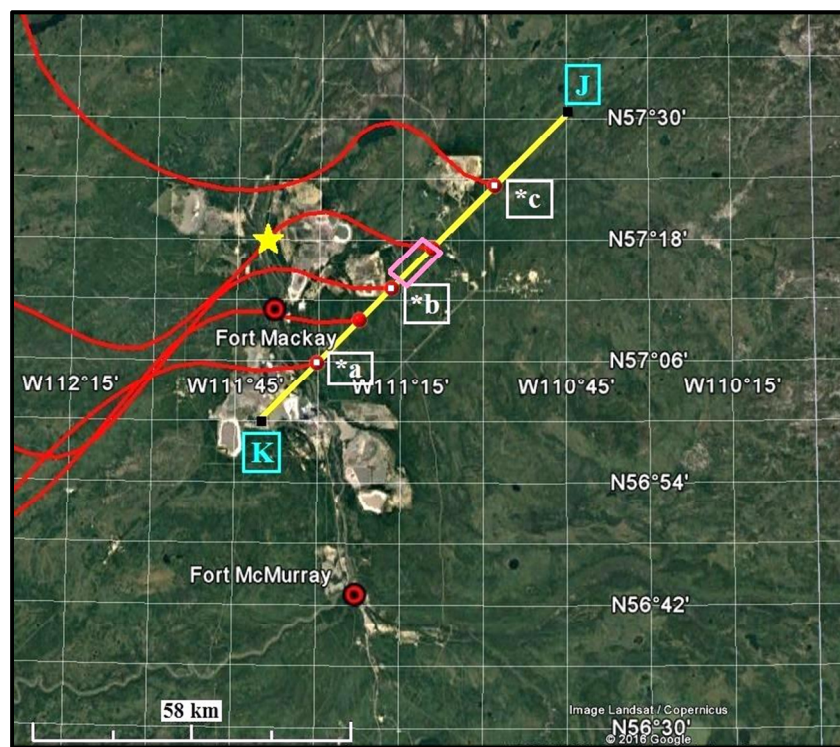 J
N57°30'
*c
N57°18'
*b
Fort Mackay
N57°06'
*a
W112°15'
W111°45'
W111°15'
W110°45'
W110°15'
K
N56°54'
Fort McMurray
N56°42'
58 km
Image Landsat / Copernicus
N56°30'
© 2016 Google